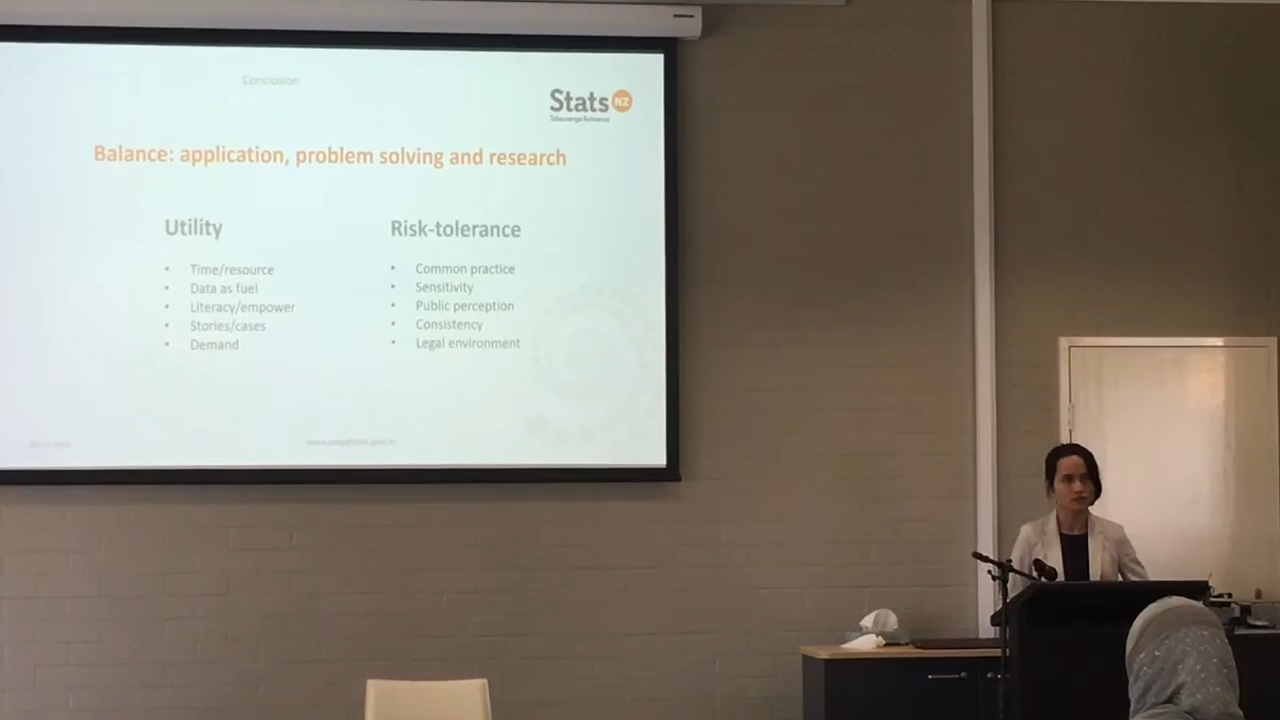 Conclusion
Stats NZ
Tatauranga Aotearoa
Balance: application, problem solving and research
Utility
• Time/resource
• Data as fuel
• Literacy/empower
• Stories/cases
• Demand
Risk-tolerance
• Common practice
• Sensitivity
• Public perception
• Consistency
• Legal environment